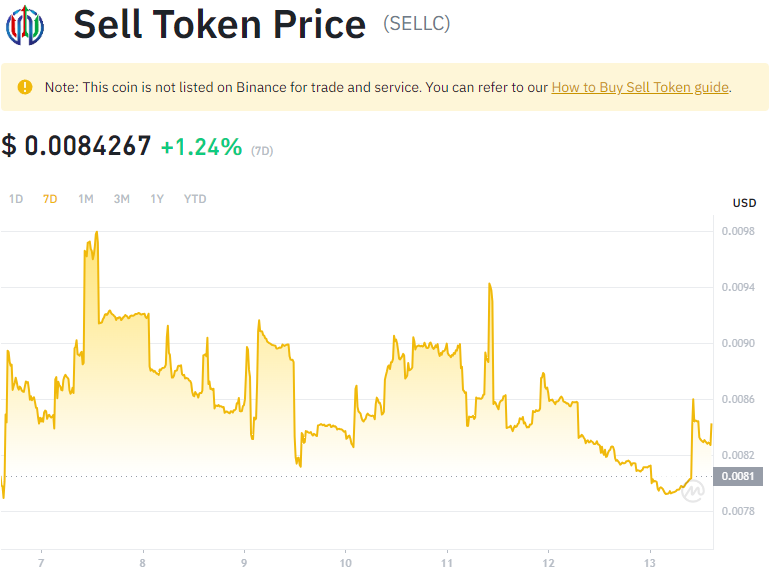 Sell Token Price (SELLC)
Note: This coin is not listed on Binance for trade and service. You can refer to our How to Buy Sell Token guide.
$ 0.0084267 +1.24% (7D)
1D 7D 1M 3M 1Y YTD
USD
0.0098
0.0094
0.0090
0.0086
0.0082
0.0081
0.0078
7 8 9 10 11 12 13